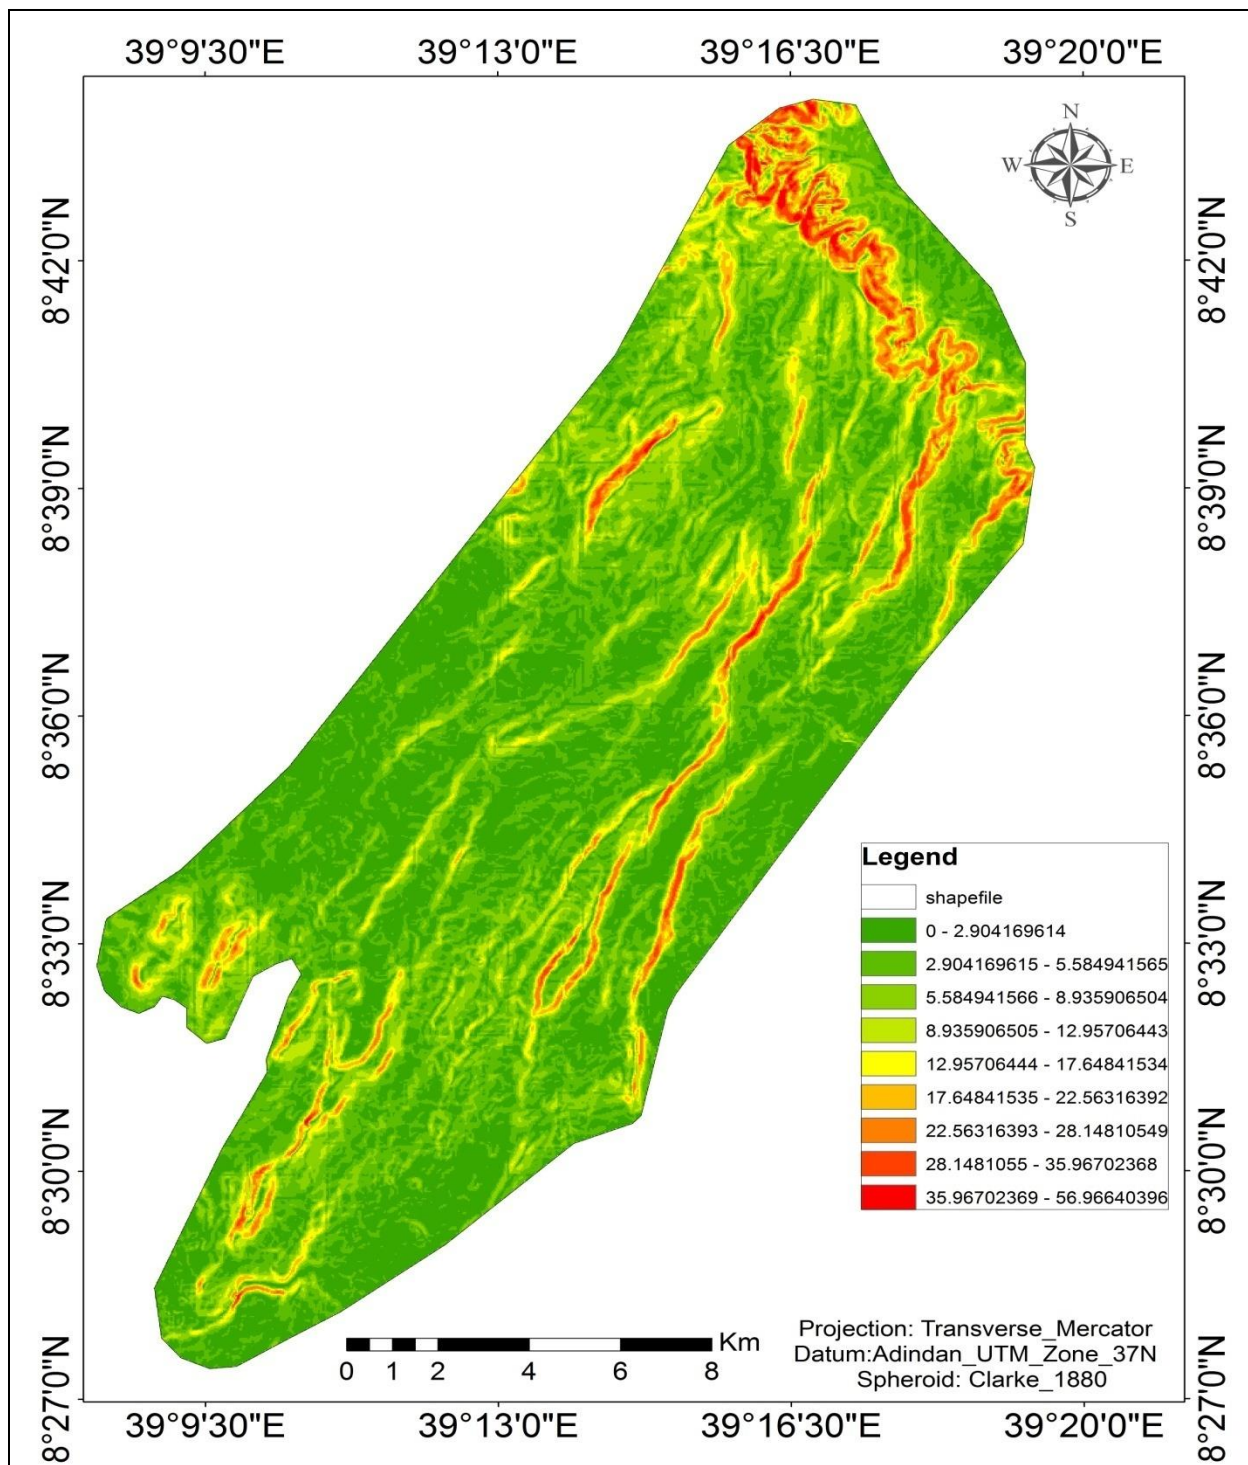 39°9'30"E 39°13'0"E 39°16'30"E 39°20'0"E
N
W E
S
8°42'0"N 8°42'0"N
8°39'0"N 8°39'0"N
8°36'0"N 8°36'0"N
Legend
shapefile
0 - 2.904169614
2.904169615 - 5.584941565
5.584941566 - 8.935906504
8.935906505 - 12.95706443
12.95706444 - 17.64841534
17.64841535 - 22.56316392
22.56316393 - 28.14810549
28.1481055 - 35.96702368
35.96702369 - 56.96640396
8°33'0"N 8°33'0"N
8°30'0"N 8°30'0"N
Km
0 1 2 4 6 8
Projection: Transverse_Mercator
Datum:Adindan_UTM_Zone_37N
Spheroid: Clarke_1880
8°27'0"N 8°27'0"N
39°9'30"E 39°13'0"E 39°16'30"E 39°20'0"E